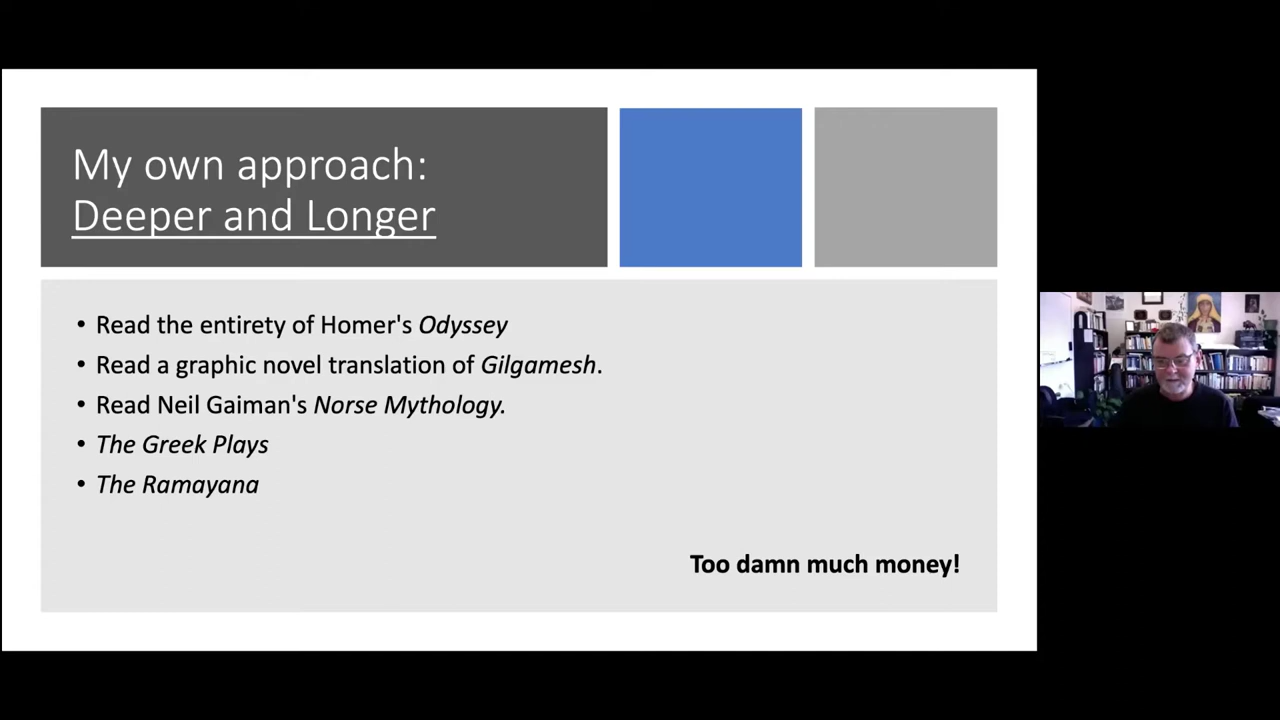 My own approach:
Deeper and Longer
• Read the entirety of Homer's Odyssey
• Read a graphic novel translation of Gilgamesh.
• Read Neil Gaiman's Norse Mythology.
• The Greek Plays
• The Ramayana
Too damn much money!